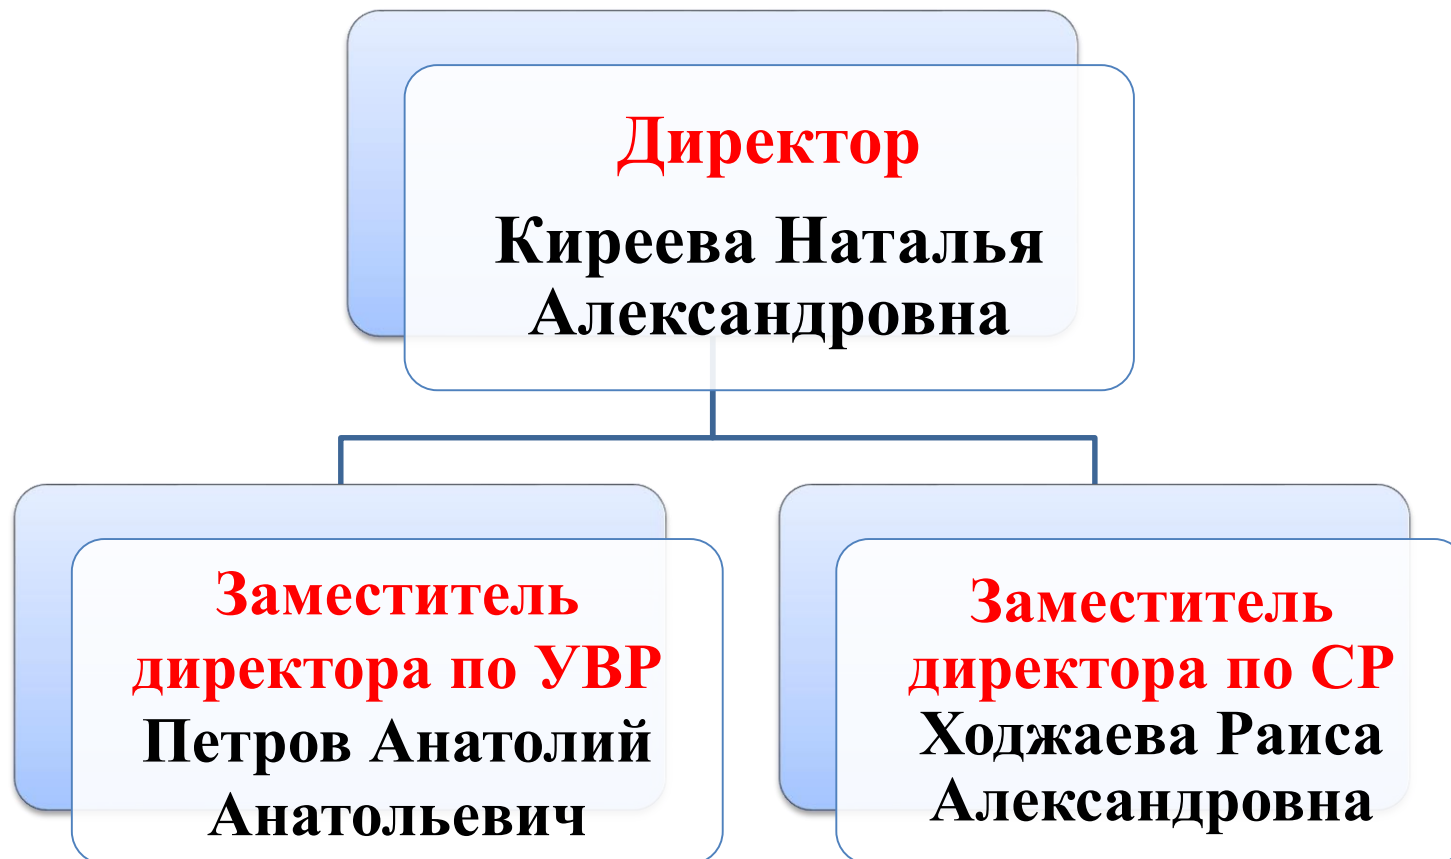 Директор
Киреева Наталья
Александровна
Заместитель
директора по УВР
Петров Анатолий
Анатольевич
Заместитель
директора по СР
Ходжаева Раиса
Александровна